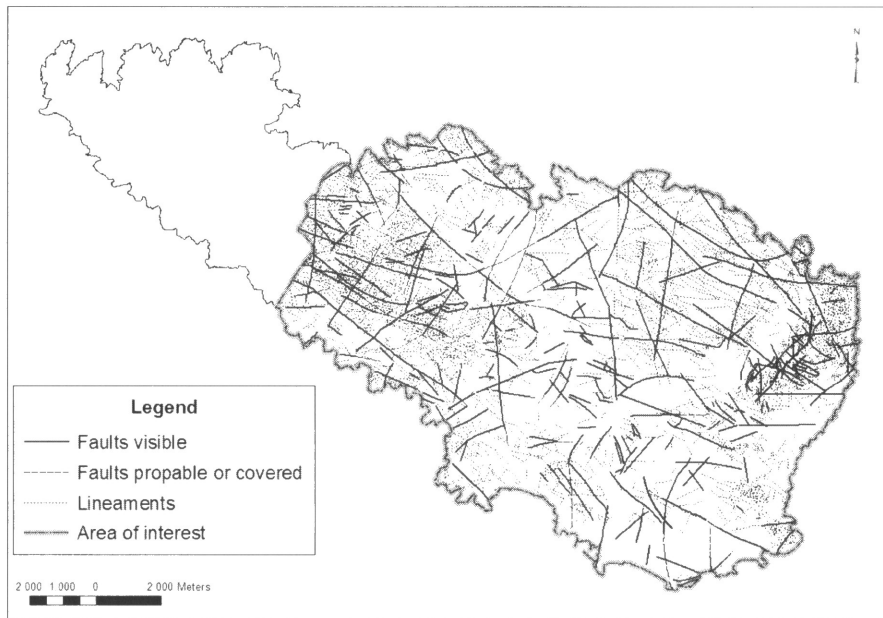 N
Legend
Faults visible
Faults propable or covered
Lineaments
Area of interest
2 000 1 000 0 2 000 Meters